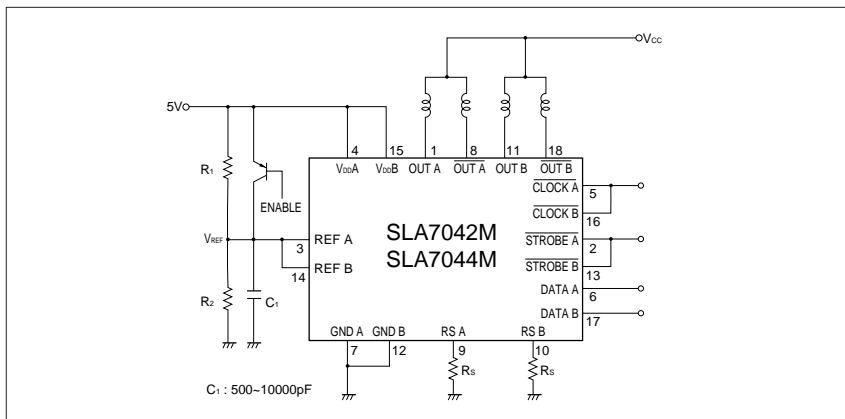 Vcc
5V
4 15 1 8 11 18
VDDA VDDB OUT A OUT A OUT B OUT B
R1
CLOCK A
5
ENABLE
CLOCK B
16
VREF
REF A
3
SLA7042M
STROBE A
2
REF B
14
SLA7044M
STROBE B
13
R2
C1
DATA A
6
DATA B
17
GND A GND B RS A RS B
7 12 9 10
Rs Rs
C1 : 500~10000pF